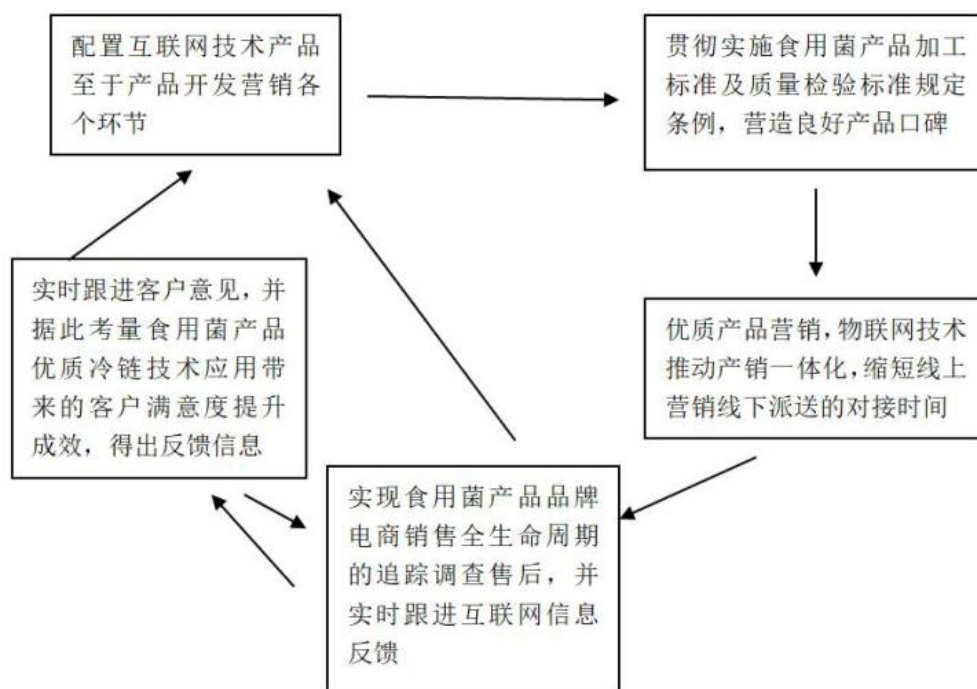 配置互联网技术产品
至于产品开发营销各
个环节
贯彻实施食用菌产品加工
标准及质量检验标准规定
条例，营造良好产品口碑
实时跟进客户意见，并
据此考量食用菌产品
优质冷链技术应用带
来的客户满意度提升
成效，得出反馈信息
优质产品营销，物联网技术
推动产销一体化，缩短线上
营销线下派送的对接时间
实现食用菌产品品牌
电商销售全生命周期
的追踪调查售后，并
实时跟进互联网信息
反馈